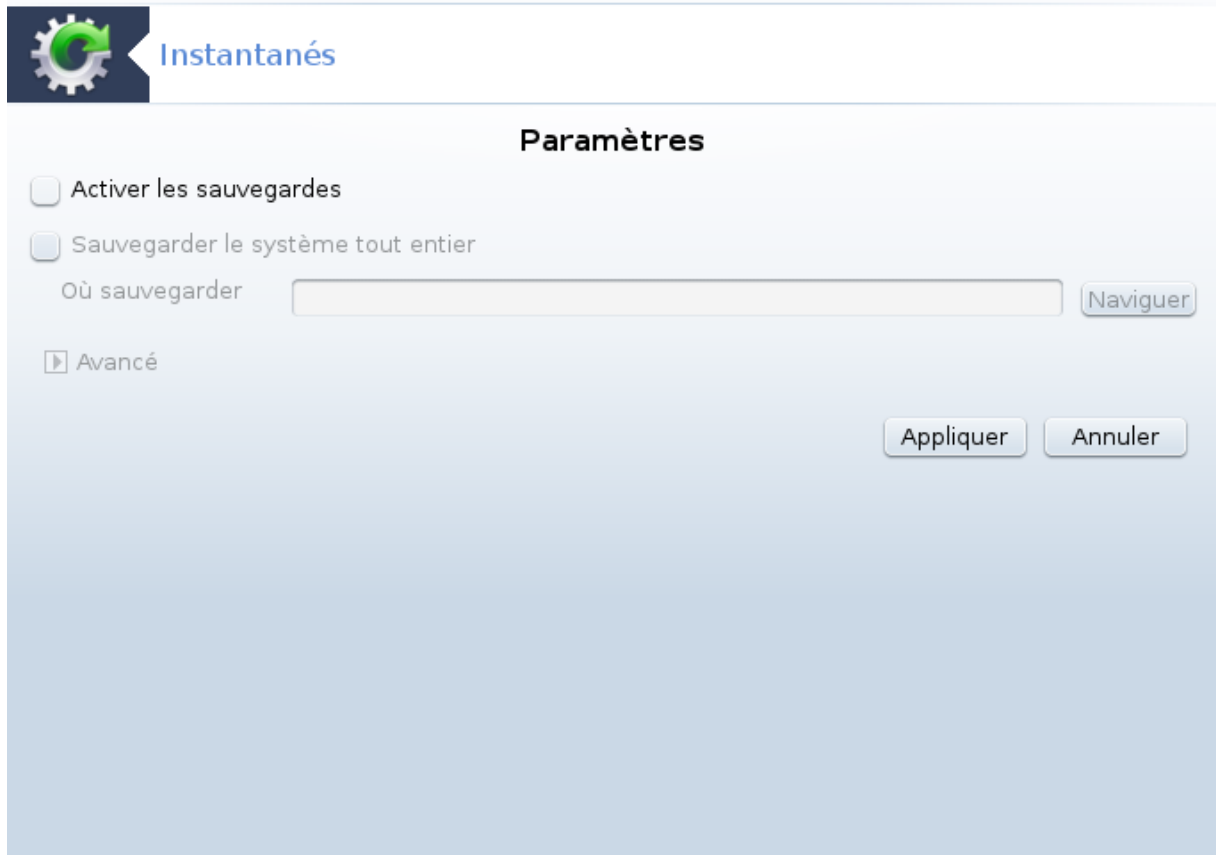 Instantanés
Paramètres
Activer les sauvegardes
Sauvegarder le système tout entier
Où sauvegarder
Naviguer
Avancé
Appliquer
Annuler